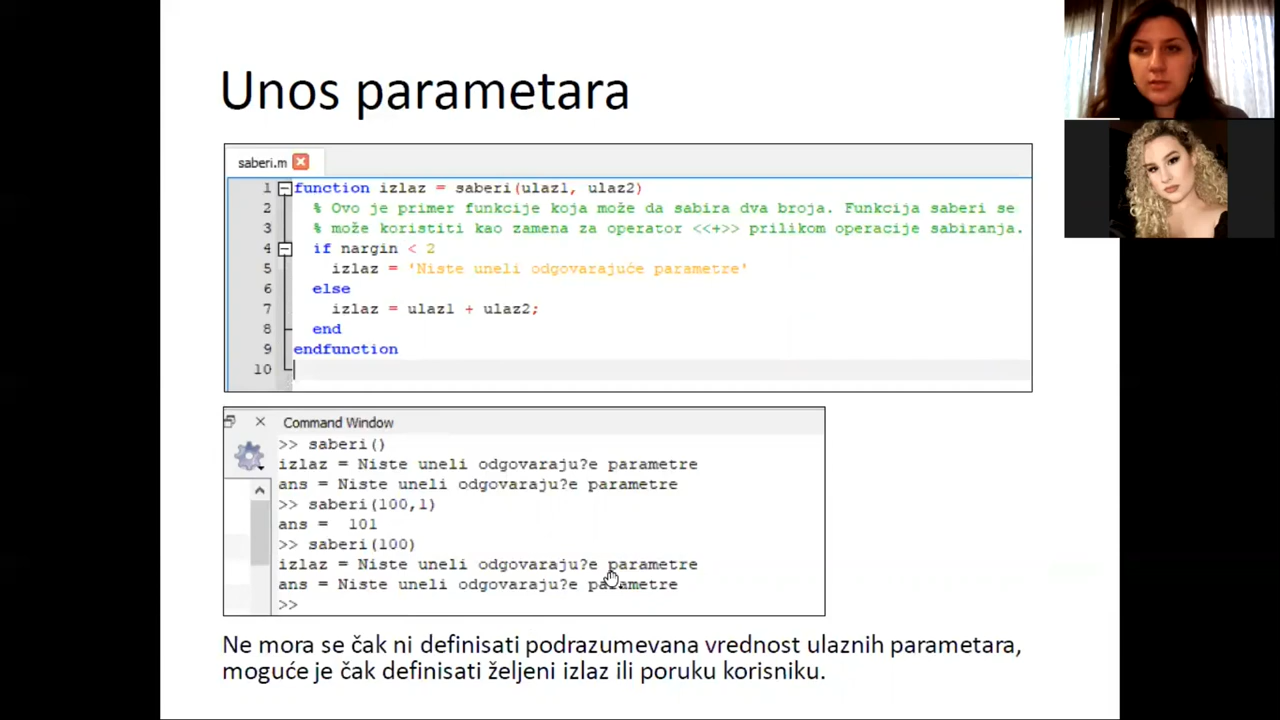 Unos parametara
saberi.m
1 function izlaz = saberi(ulaz1, ulaz2)
2 % Ovo je primer funkcije koja može da sabira dva broja. Funkcija saberi se
3 % može koristiti kao zamena za operator <<+>> prilikom operacije sabiranja.
4 if nargin < 2
5 izlaz = 'Niste uneli odgovarajuće parametre'
6 else
7 izlaz = ulaz1 + ulaz2;
8 end
9 endfunction
10
Command Window
>> saberi()
izlaz = Niste uneli odgovaraju?e parametre
ans = Niste uneli odgovaraju?e parametre
>> saberi(100,1)
ans = 101
>> saberi(100)
izlaz = Niste uneli odgovaraju?e parametre
ans = Niste uneli odgovaraju?e parametre
>>
Ne mora se čak ni definisati podrazumevana vrednost ulaznih parametara,
moguće je čak definisati željeni izlaz ili poruku korisniku.